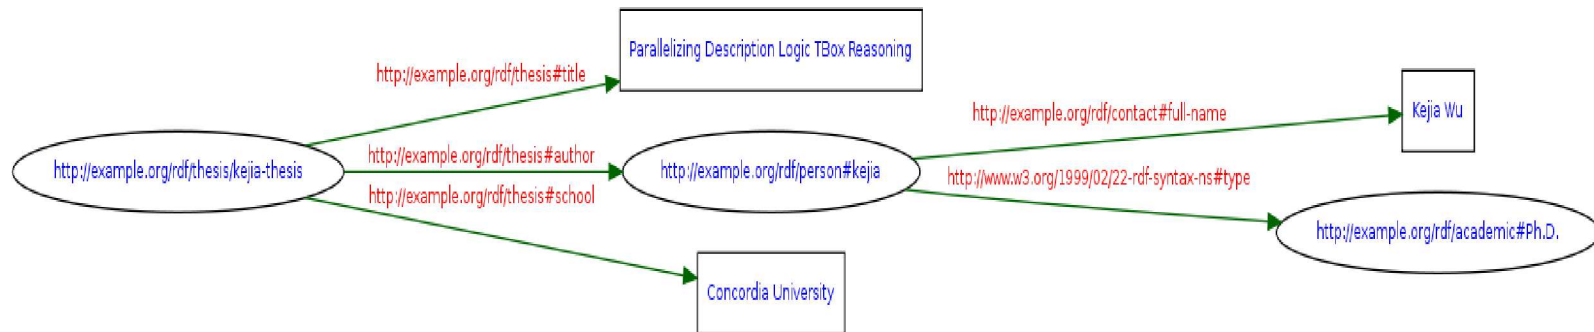 Parallelizing Description Logic TBox Reasoning
http://example.org/rdf/thesis#title
Kejia Wu
http://example.org/rdf/contact#full-name
http://example.org/rdf/thesis#author
http://example.org/rdf/thesis/kejia-thesis
http://example.org/rdf/person#kejia
http://www.w3.org/1999/02/22-rdf-syntax-ns#type
http://example.org/rdf/thesis#school
http://example.org/rdf/academic#Ph.D.
Concordia University